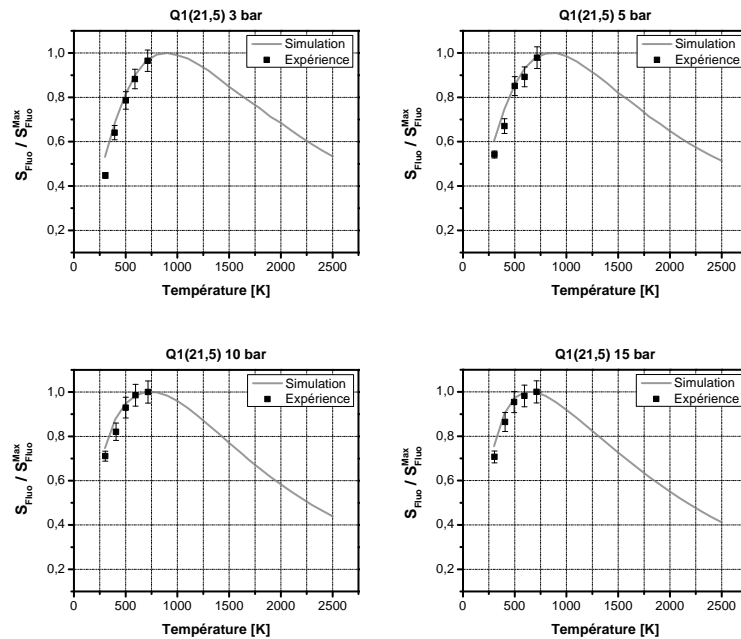 Q1(21,5) 3 bar
Simulation
Expérience
S_Fluo / S_Fluo^Max
1,0
0,8
0,6
0,4
0,2
0 500 1000 1500 2000 2500
Température [K]
Q1(21,5) 5 bar
Simulation
Expérience
S_Fluo / S_Fluo^Max
1,0
0,8
0,6
0,4
0,2
0 500 1000 1500 2000 2500
Température [K]
Q1(21,5) 10 bar
Simulation
Expérience
S_Fluo / S_Fluo^Max
1,0
0,8
0,6
0,4
0,2
0 500 1000 1500 2000 2500
Température [K]
Q1(21,5) 15 bar
Simulation
Expérience
S_Fluo / S_Fluo^Max
1,0
0,8
0,6
0,4
0,2
0 500 1000 1500 2000 2500
Température [K]